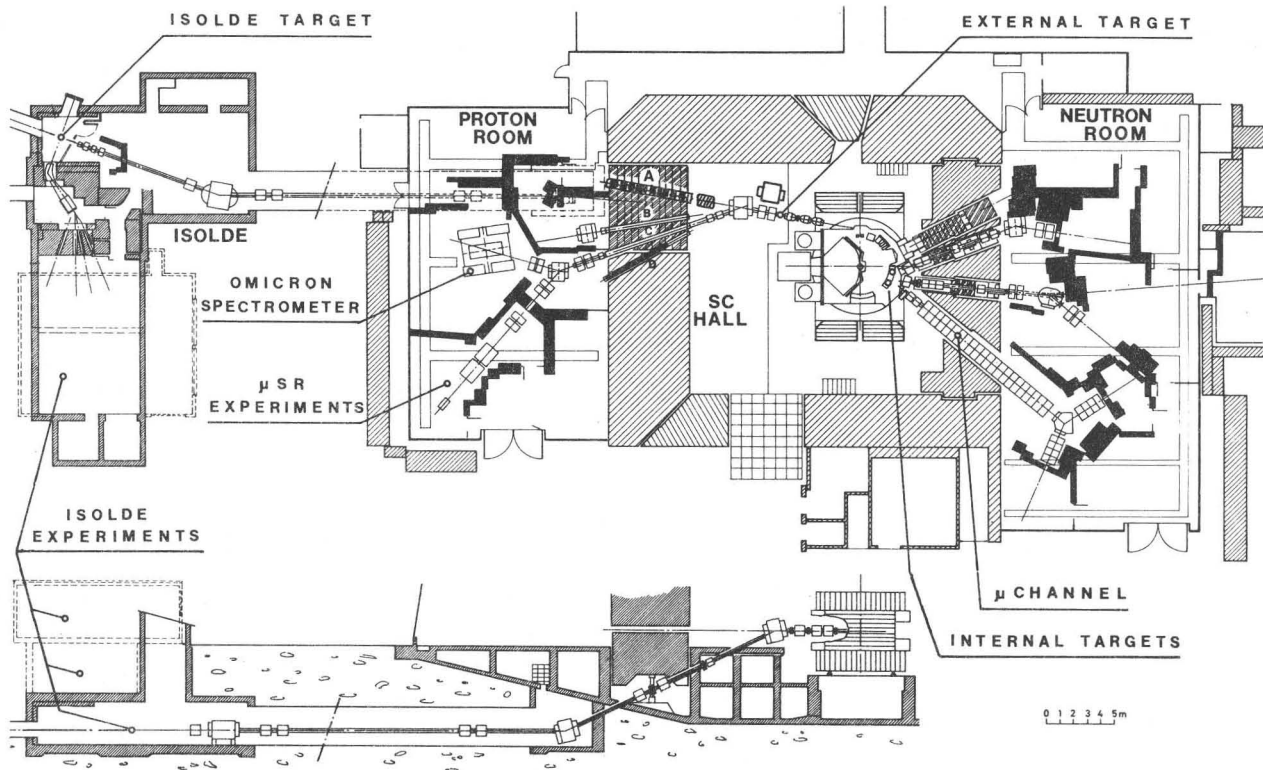 ISOLDE TARGET
EXTERNAL TARGET
PROTON
ROOM
NEUTRON
ROOM
A
B
C
B
ISOLDE
OMICRON
SPECTROMETER
SC
HALL
μSR
EXPERIMENTS
ISOLDE
EXPERIMENTS
μ CHANNEL
INTERNAL TARGETS
0 1 2 3 4 5m